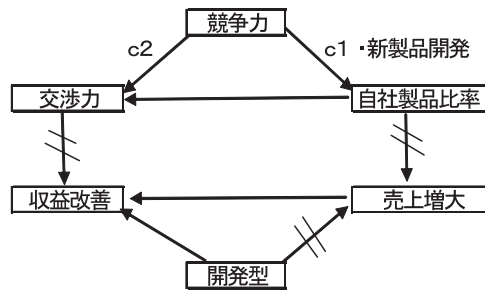 競争力
c2
c1 ・新製品開発
交渉力
自社製品比率
収益改善
売上増大
開発型